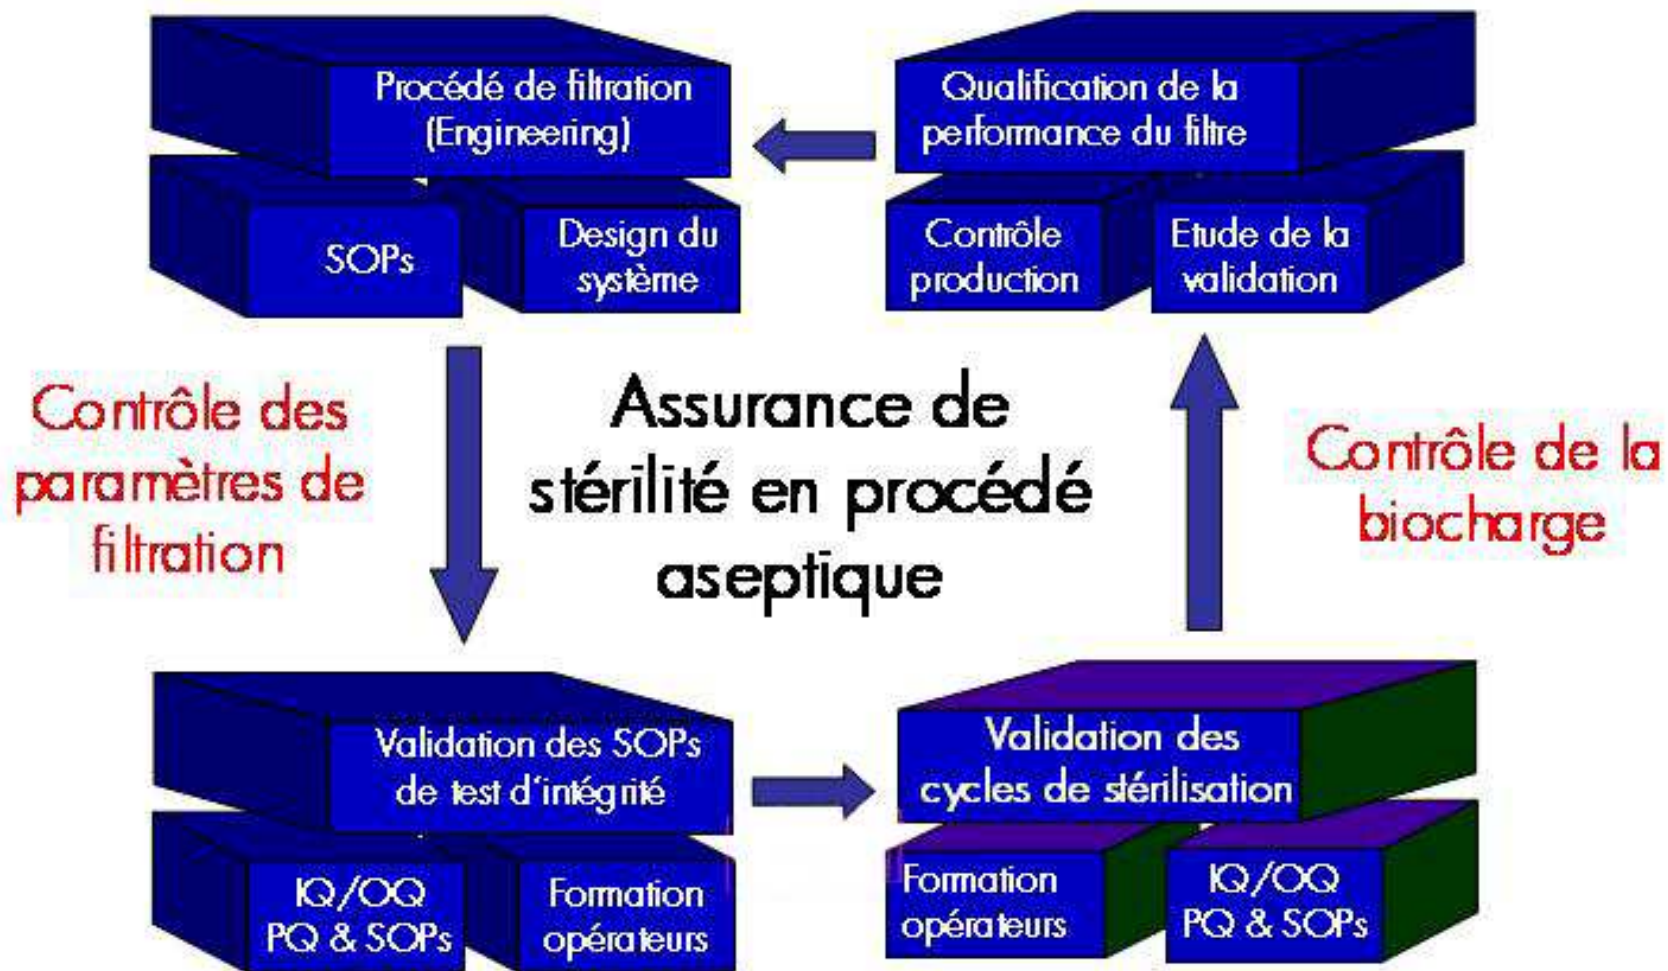 Procédé de filtration
(Engineering)
SOPs
Design du
système
Qualification de la
performance du filtre
Contrôle
production
Etude de la
validation
Contrôle des
paramètres de
filtration
Assurance de
stérilité en procédé
aseptique
Contrôle de la
biocharge
Validation des SOPs
de test d'intégrité
IQ/OQ
PQ & SOPs
Formation
opérateurs
Validation des
cycles de stérilisation
Formation
opérateurs
IQ/OQ
PQ & SOPs